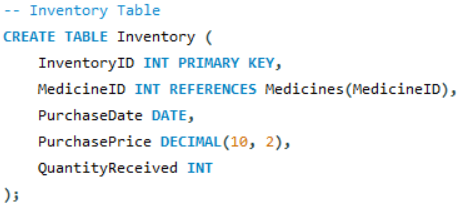 -- Inventory Table
CREATE TABLE Inventory (
    InventoryID INT PRIMARY KEY,
    MedicineID INT REFERENCES Medicines(MedicineID),
    PurchaseDate DATE,
    PurchasePrice DECIMAL(10, 2),
    QuantityReceived INT
);